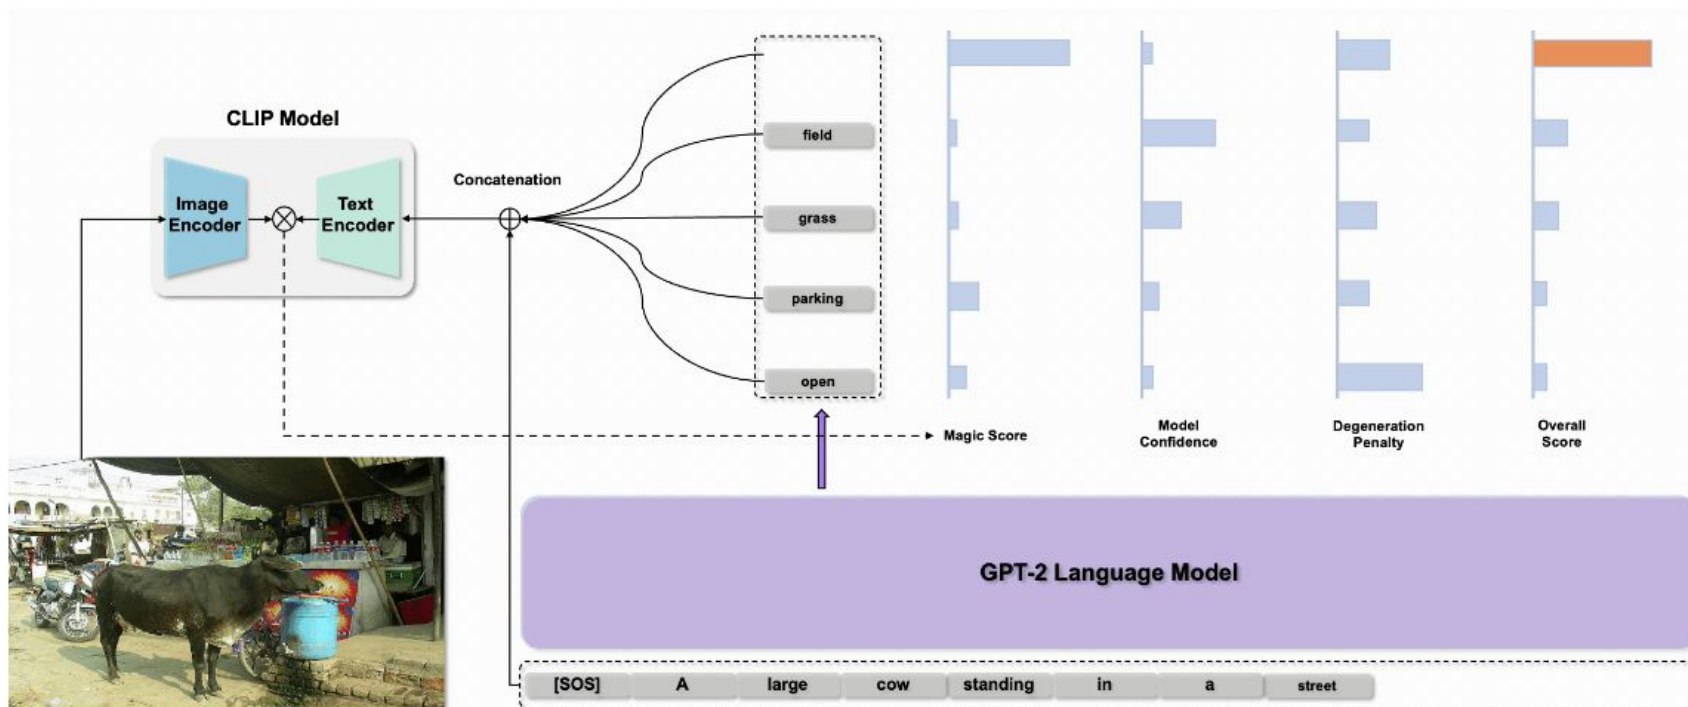 CLIP Model
Image
Encoder
Text
Encoder
Concatenation
field
grass
parking
open
Magic Score
Model
Confidence
Degeneration
Penalty
Overall
Score
GPT-2 Language Model
[SOS] A large cow standing in a street